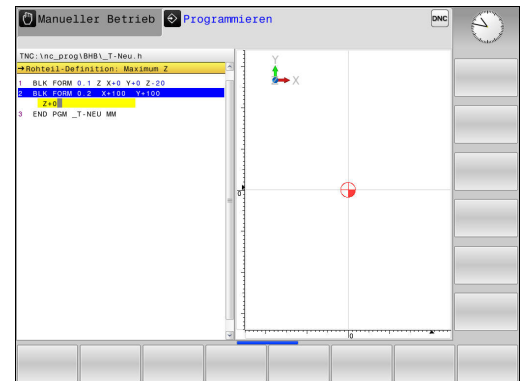 Manueller Betrieb
Programmieren
DNC
TNC:\nc_prog\BHB\_T-Neu.h
→Rohteil-Definition: Maximum Z
1 BLK FORM 0.1 Z X+0 Y+0 Z-20
2 BLK FORM 0.2 X+100 Y+100
Z+0
3 END PGM _T-NEU MM
Y
X
0
0